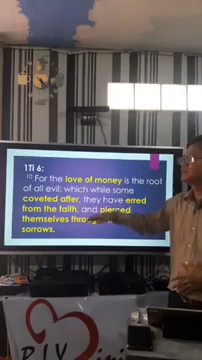 1Ti 6:
10 For the love of money is the root
of all evil: which while some
coveted after, they have erred
from the faith, and pierced
themselves
sorrows.